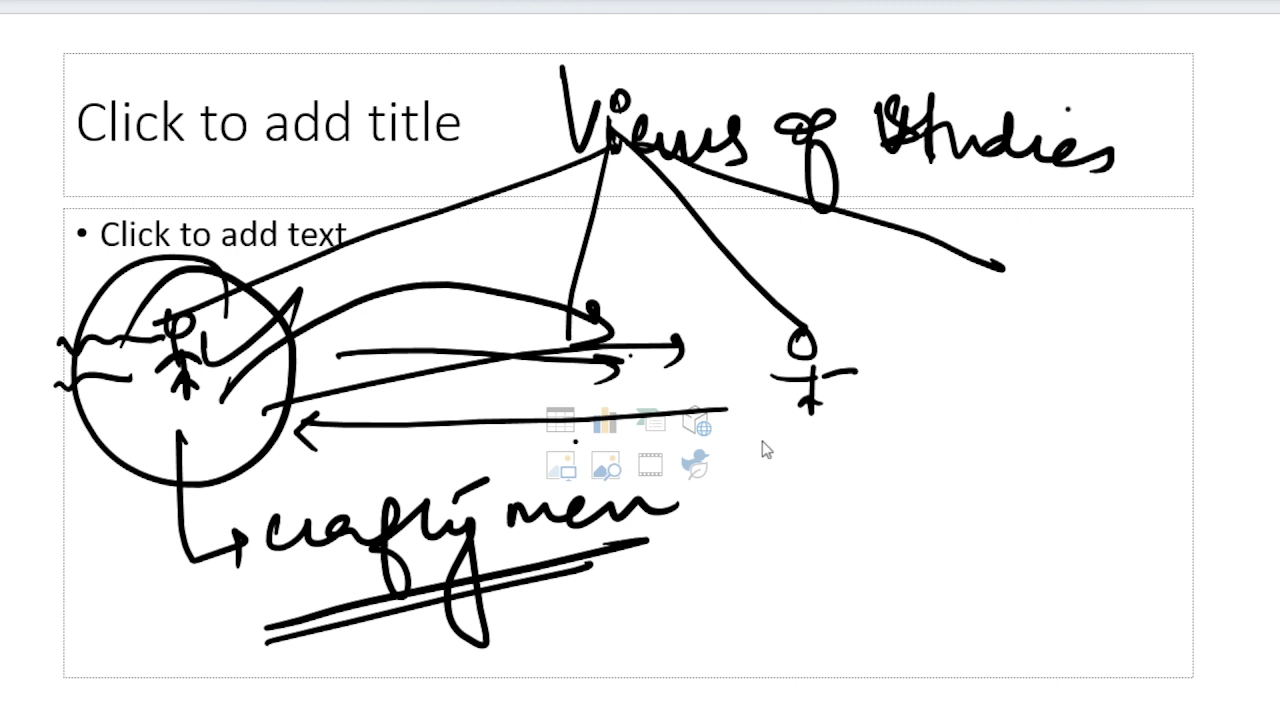 Click to add title
Views of Studies
• Click to add text
crafty men